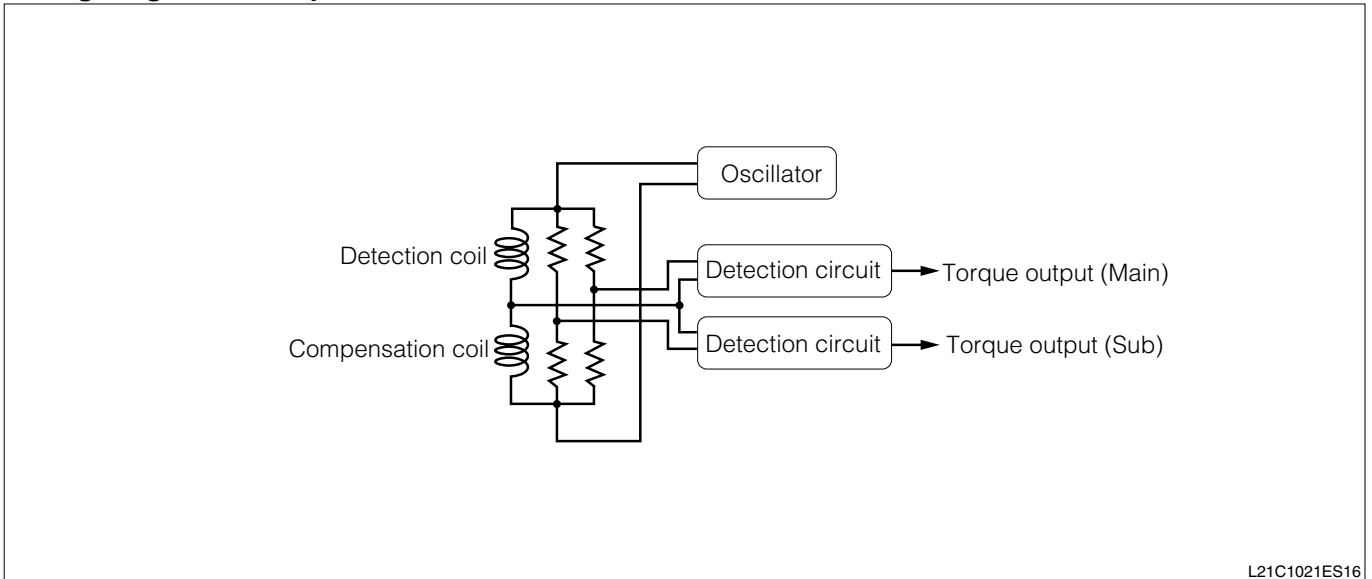 Oscillator
Detection coil
Detection circuit
Torque output (Main)
Compensation coil
Detection circuit
Torque output (Sub)
L21C1021ES16